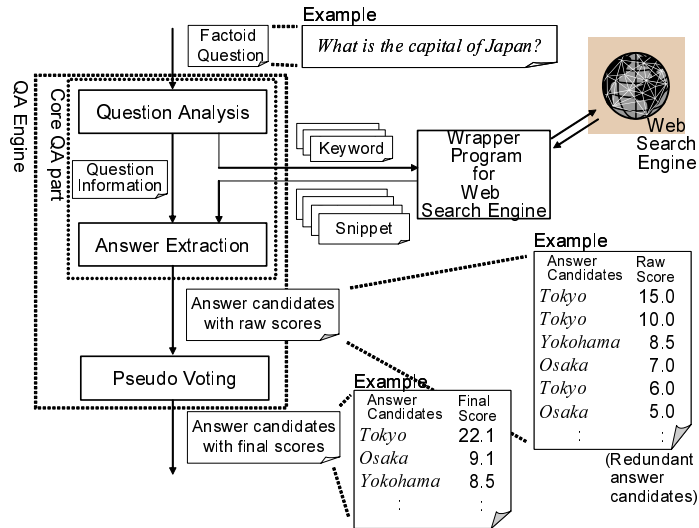 Example
Factoid
Question
What is the capital of Japan?
QA Engine
Core QA part
Question Analysis
Keyword
Wrapper
Program
for
Web
Search Engine
Web
Search
Engine
Question
Information
Snippet
Answer Extraction
Example
Answer Candidates Raw Score
Tokyo 15.0
Tokyo 10.0
Yokohama 8.5
Osaka 7.0
Tokyo 6.0
Osaka 5.0
: :
(Redundant
answer
candidates)
Answer candidates
with raw scores
Pseudo Voting
Example
Answer Candidates Final Score
Tokyo 22.1
Osaka 9.1
Yokohama 8.5
: :
Answer candidates
with final scores